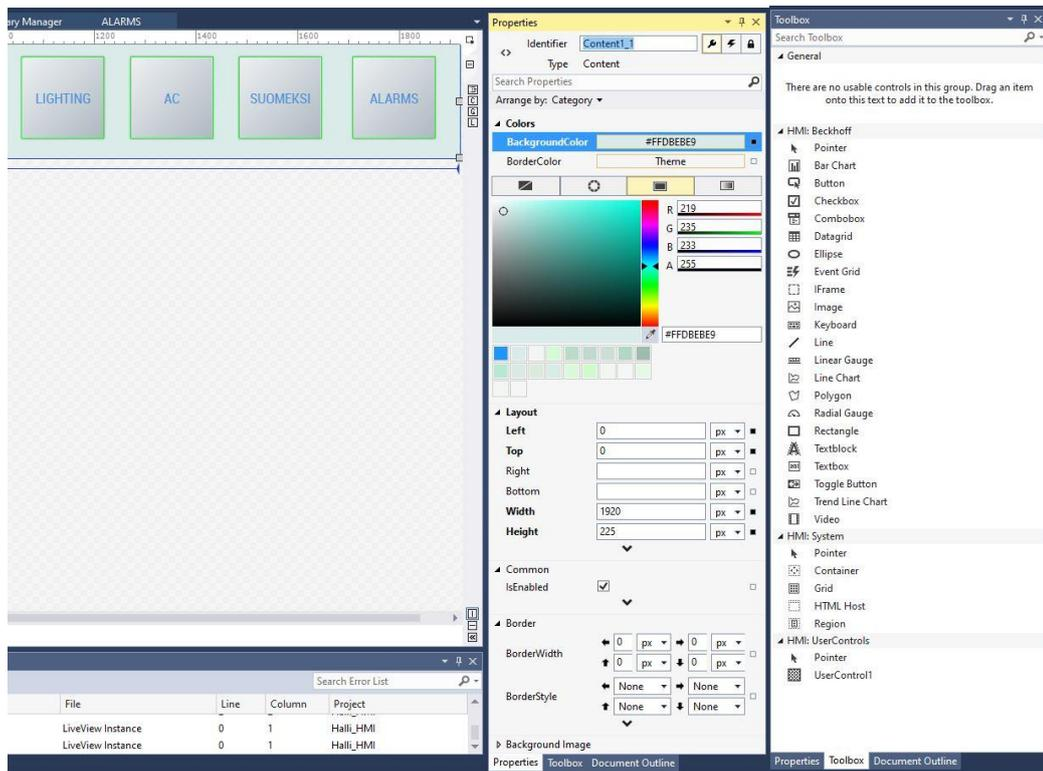 ary Manager ALARMS
0 1200 1400 1600 1800
LIGHTING AC SUOMEKSI ALARMS
Search Error List
File Line Column Project
LiveView Instance 0 1 Halli_HMI
LiveView Instance 0 1 Halli_HMI
Properties
Identifier Content1_1
Type Content
Search Properties
Arrange by: Category
Colors
BackgroundColor #FFDBEBE9
BorderColor Theme
R 219
G 235
B 233
A 255
#FFDBEBE9
Layout
Left 0 px
Top 0 px
Right px
Bottom px
Width 1920 px
Height 225 px
Common
IsEnabled
Border
BorderWidth 0 px 0 px
0 px 0 px
BorderStyle None None
None None
Background Image
Properties Toolbox Document Outline
Toolbox
Search Toolbox
General
There are no usable controls in this group. Drag an item
onto this text to add it to the toolbox.
HMI: Beckhoff
Pointer
Bar Chart
Button
Checkbox
Combobox
Datagrid
Ellipse
Event Grid
IFrame
Image
Keyboard
Line
Linear Gauge
Line Chart
Polygon
Radial Gauge
Rectangle
Textblock
Textbox
Toggle Button
Trend Line Chart
Video
HMI: System
Pointer
Container
Grid
HTML Host
Region
HMI: UserControls
Pointer
UserControl1
Properties Toolbox Document Outline